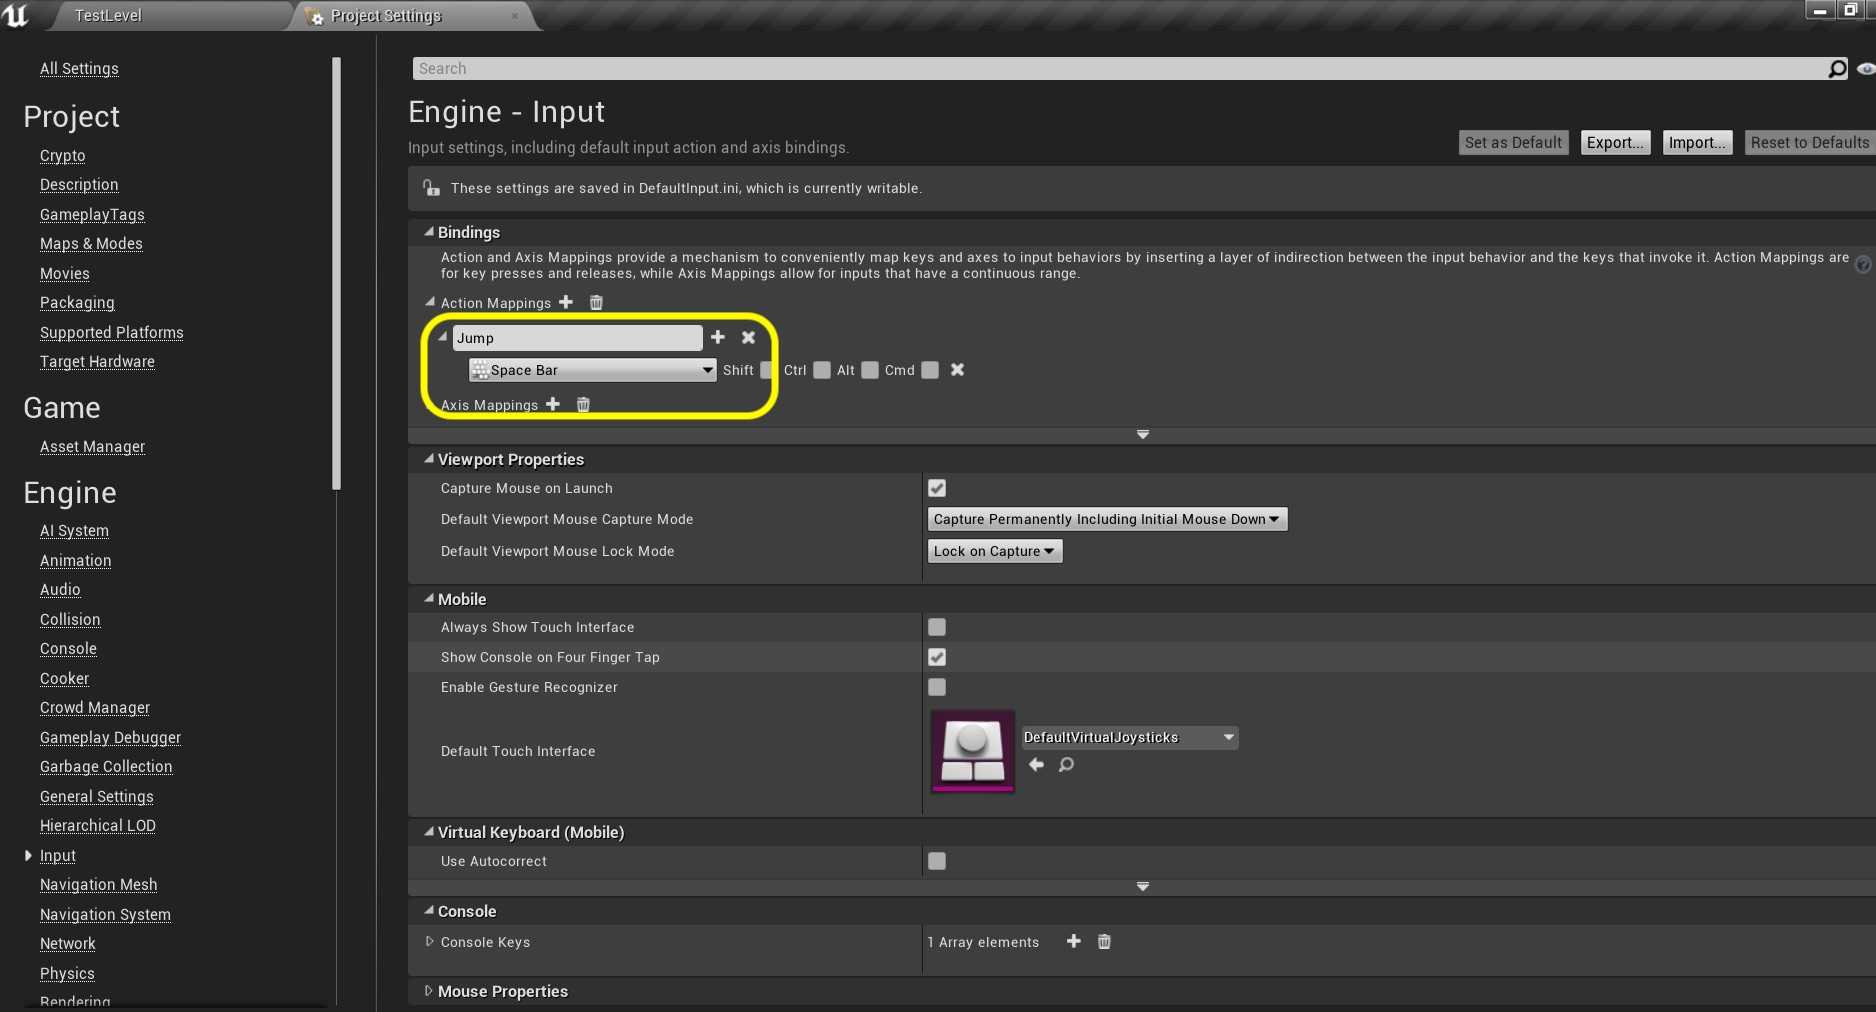 TestLevel
Project Settings
All Settings
Project
Crypto
Description
GameplayTags
Maps & Modes
Movies
Packaging
Supported Platforms
Target Hardware
Game
Asset Manager
Engine
AI System
Animation
Audio
Collision
Console
Cooker
Crowd Manager
Gameplay Debugger
Garbage Collection
General Settings
Hierarchical LOD
Input
Navigation Mesh
Navigation System
Network
Physics
Rendering
Search
Engine - Input
Input settings, including default input action and axis bindings.
Set as Default Export... Import... Reset to Defaults
These settings are saved in DefaultInput.ini, which is currently writable.
Bindings
Action and Axis Mappings provide a mechanism to conveniently map keys and axes to input behaviors by inserting a layer of indirection between the input behavior and the keys that invoke it. Action Mappings are
for key presses and releases, while Axis Mappings allow for inputs that have a continuous range.
Action Mappings
Jump
Space Bar Shift Ctrl Alt Cmd
Axis Mappings
Viewport Properties
Capture Mouse on Launch
Default Viewport Mouse Capture Mode Capture Permanently Including Initial Mouse Down
Default Viewport Mouse Lock Mode Lock on Capture
Mobile
Always Show Touch Interface
Show Console on Four Finger Tap
Enable Gesture Recognizer
Default Touch Interface DefaultVirtualJoysticks
Virtual Keyboard (Mobile)
Use Autocorrect
Console
Console Keys 1 Array elements
Mouse Properties